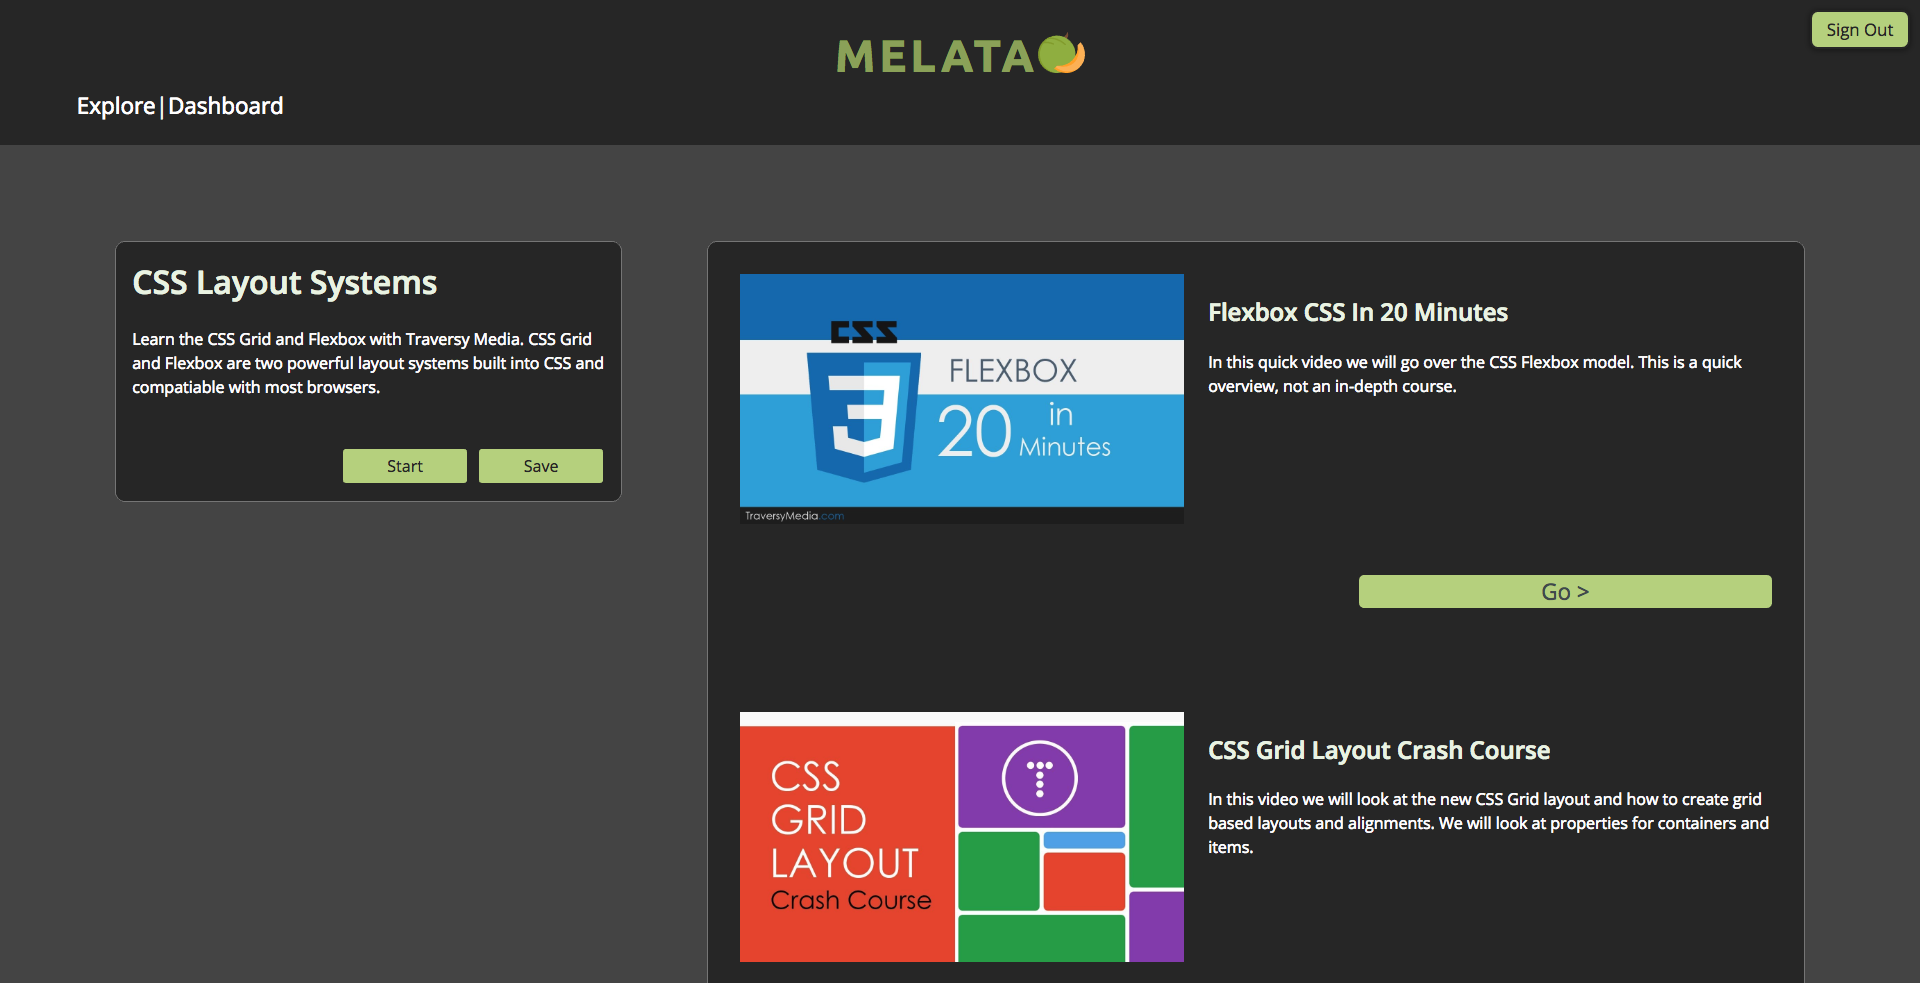 Sign Out
MELATA
Explore|Dashboard
CSS Layout Systems
Learn the CSS Grid and Flexbox with Traversy Media. CSS Grid
and Flexbox are two powerful layout systems built into CSS and
compatiable with most browsers.
Start
Save
CSS
FLEXBOX
20 in
Minutes
TraversyMedia.com
Flexbox CSS In 20 Minutes
In this quick video we will go over the CSS Flexbox model. This is a quick
overview, not an in-depth course.
Go >
CSS
GRID
LAYOUT
Crash Course
T
CSS Grid Layout Crash Course
In this video we will look at the new CSS Grid layout and how to create grid
based layouts and alignments. We will look at properties for containers and
items.